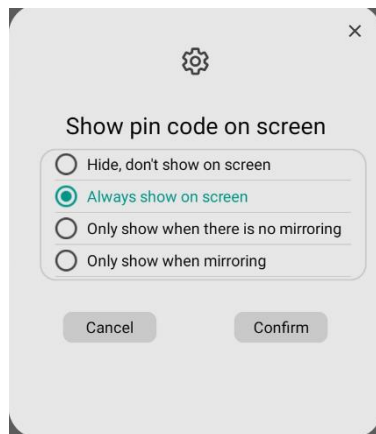 Show pin code on screen
Hide, don't show on screen
Always show on screen
Only show when there is no mirroring
Only show when mirroring
Cancel Confirm